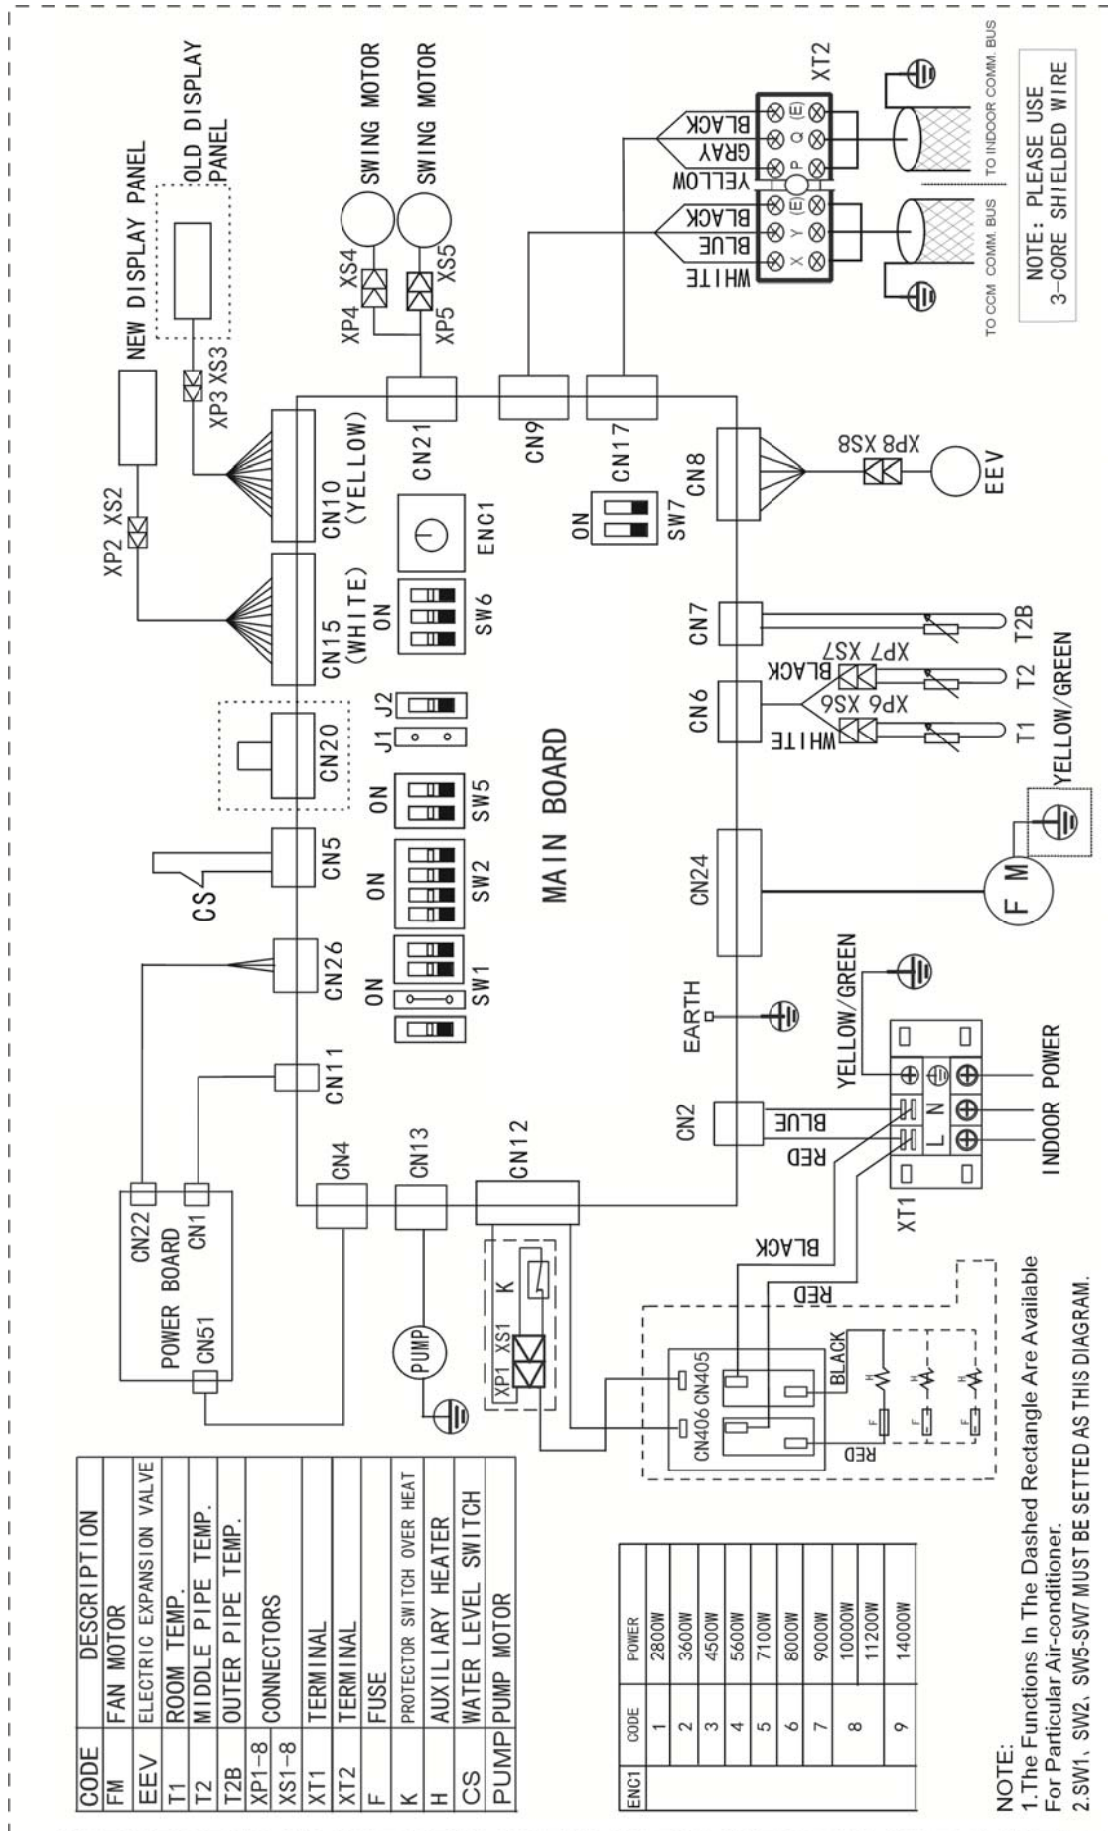 CODE DESCRIPTION
FM FAN MOTOR
EEV ELECTRIC EXPANSION VALVE
T1 ROOM TEMP.
T2 MIDDLE PIPE TEMP.
T2B OUTER PIPE TEMP.
XP1-8 CONNECTORS
XS1-8
XT1 TERMINAL
XT2 TERMINAL
F FUSE
K PROTECTOR SWITCH OVER HEAT
H AUXILIARY HEATER
CS WATER LEVEL SWITCH
PUMP PUMP MOTOR
ENC1 CODE POWER
1 2800W
2 3600W
3 4500W
4 5600W
5 7100W
6 8000W
7 9000W
8 10000W
11200W
9 14000W
NOTE:
1.The Functions In The Dashed Rectangle Are Available
For Particular Air-conditioner.
2.SW1、SW2、SW5-SW7 MUST BE SETTED AS THIS DIAGRAM.
POWER BOARD
CN22
CN1
CN51
CN11
CN26
CS
CN5
CN20
CN15
(WHITE)
CN10
(YELLOW)
XP2 XS2
NEW DISPLAY PANEL
XP3 XS3
OLD DISPLAY
PANEL
CN4
CN13
PUMP
CN12
XP1 XS1
K
ON
SW1
ON
SW2
ON
SW5
J1 J2
ON
SW6
ENC1
MAIN BOARD
ON
SW7
CN21
XP4 XS4
SWING MOTOR
XP5 XS5
SWING MOTOR
CN9
CN17
WHITE
BLUE
BLACK
YELLOW
GRAY
BLACK
X Y (E) P Q (E)
XT2
TO CCM COMM. BUS
TO INDOOR COMM. BUS
NOTE: PLEASE USE
3-CORE SHIELDED WIRE
CN2
RED
BLUE
EARTH
YELLOW/GREEN
L N
XT1
INDOOR POWER
CN24
F M
YELLOW/GREEN
CN6
WHITE
BLACK
XP6 XS6
XP7 XS7
T1
T2
CN7
T2B
CN8
XP8 XS8
EEV
CN406 CN405
BLACK
RED
RED
BLACK
F H
F H
F H